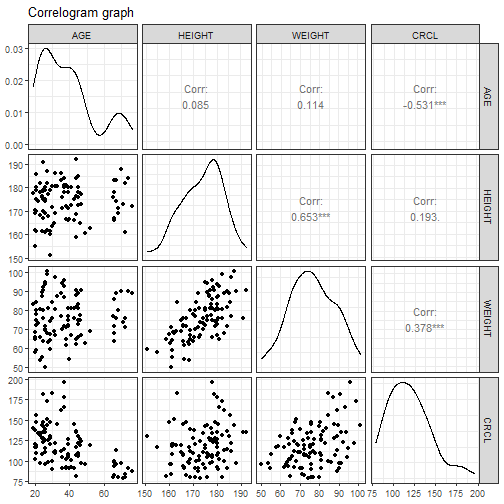 Correlogram graph
AGE HEIGHT WEIGHT CRCL
0.03
0.02
0.01
0.00
Corr:
0.085
Corr:
0.114
Corr:
-0.531***
AGE
190
180
170
160
150
Corr:
0.653***
Corr:
0.193.
HEIGHT
100
90
80
70
60
50
Corr:
0.378***
WEIGHT
200
175
150
125
100
75
CRCL
20 40 60 150 160 170 180 190 50 60 70 80 90 100 75 100 125 150 175 200